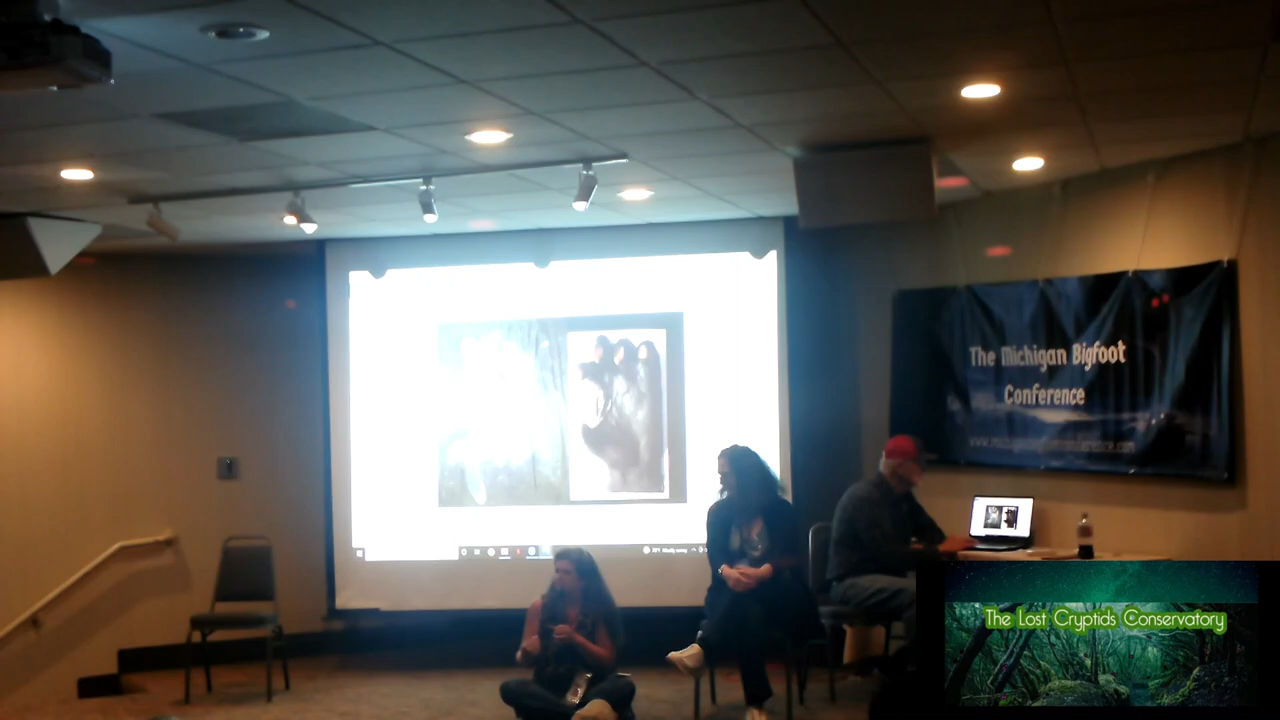 The Michigan Bigfoot
Conference
The Lost Cryptids Conservatory